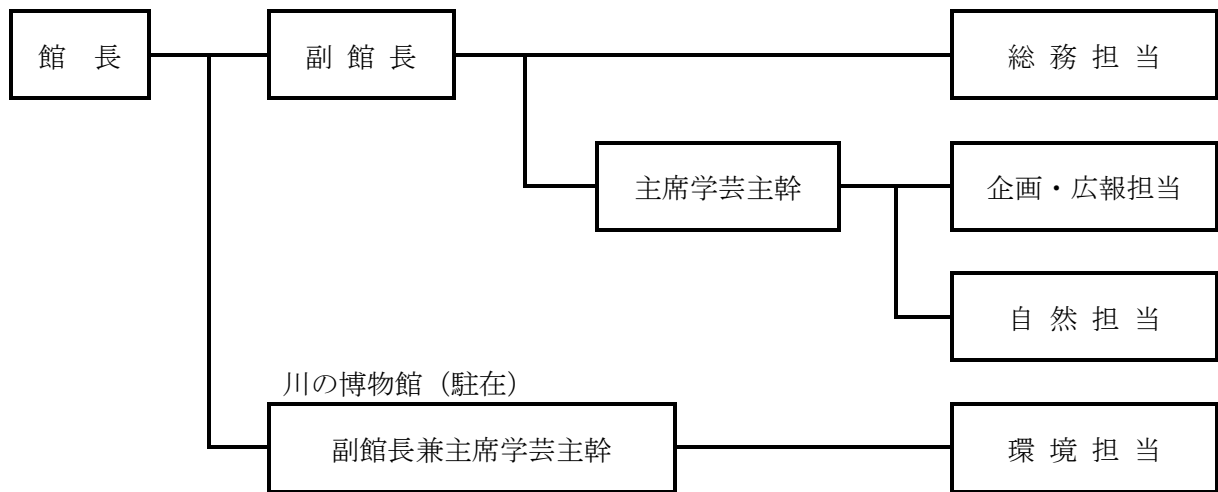 館　長
副 館 長
総 務 担 当
主席学芸主幹
企画・広報担当
自 然 担 当
川の博物館（駐在）
副館長兼主席学芸主幹
環 境 担 当